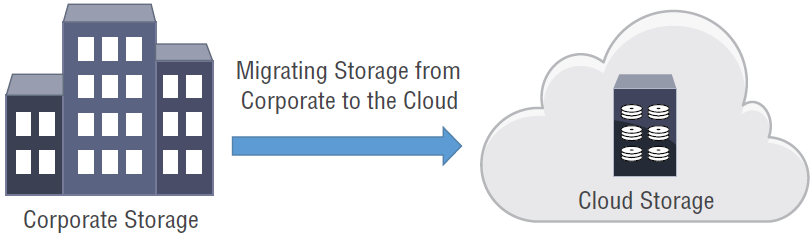 Migrating Storage from
Corporate to the Cloud
Corporate Storage
Cloud Storage